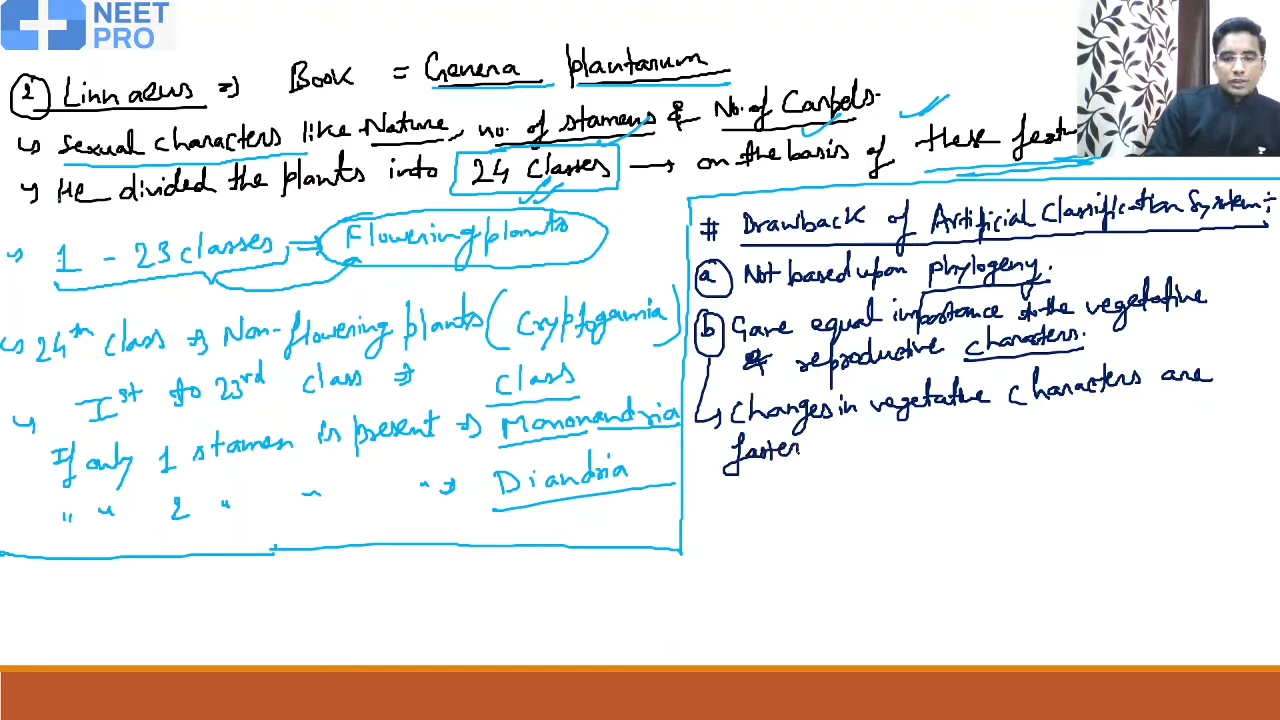 NEET
PRO
2 Linnaeus ⇒ Book = Genera plantarum
↳ Sexual characters like Nature, no. of stamens & No. of Carpels.
↳ He divided the plants into 24 Classes → on the basis of these featu
↳ 1 - 23 classes ⇒ Flowering plants
↳ 24th class ⇒ Non-flowering plants (Cryptogamia)
↳ Ist to 23rd class ⇒ Class
If only 1 stamen is present ⇒ Monandria
" " 2 " " " ⇒ Diandria
# Drawback of Artificial Classification System:-
a Not based upon phylogeny.
b Gave equal importance to the vegetative
& reproductive characters.
↳ Changes in vegetative characters are
faster